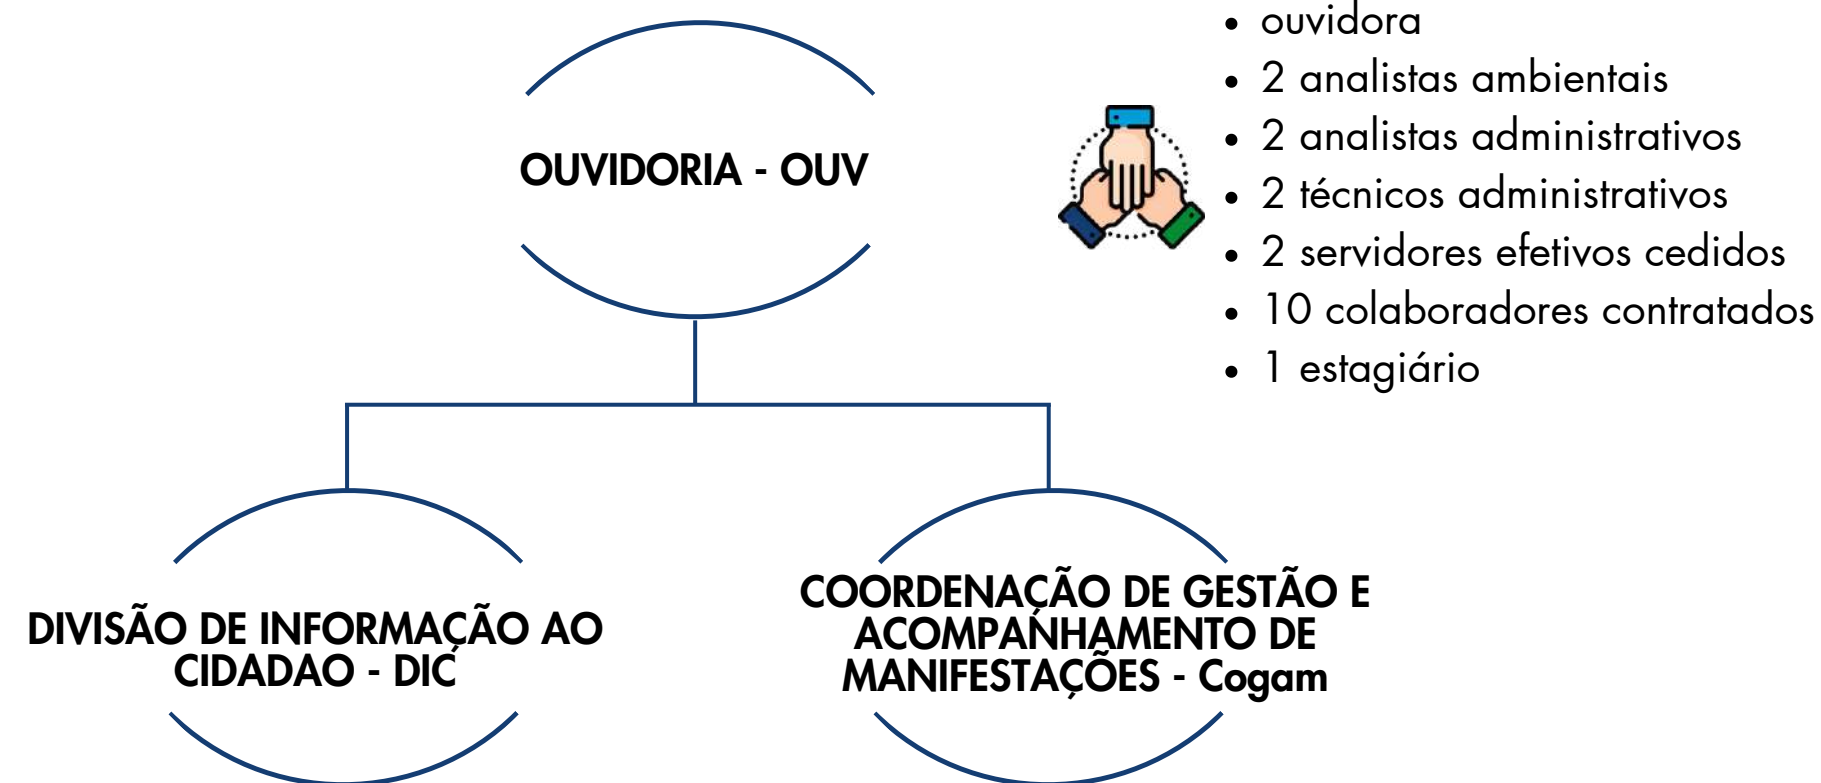 OUVIDORIA - OUV
• ouvidora
• 2 analistas ambientais
• 2 analistas administrativos
• 2 técnicos administrativos
• 2 servidores efetivos cedidos
• 10 colaboradores contratados
• 1 estagiário
DIVISÃO DE INFORMAÇÃO AO
CIDADAO - DIC
COORDENAÇÃO DE GESTÃO E
ACOMPANHAMENTO DE
MANIFESTAÇÕES - Cogam